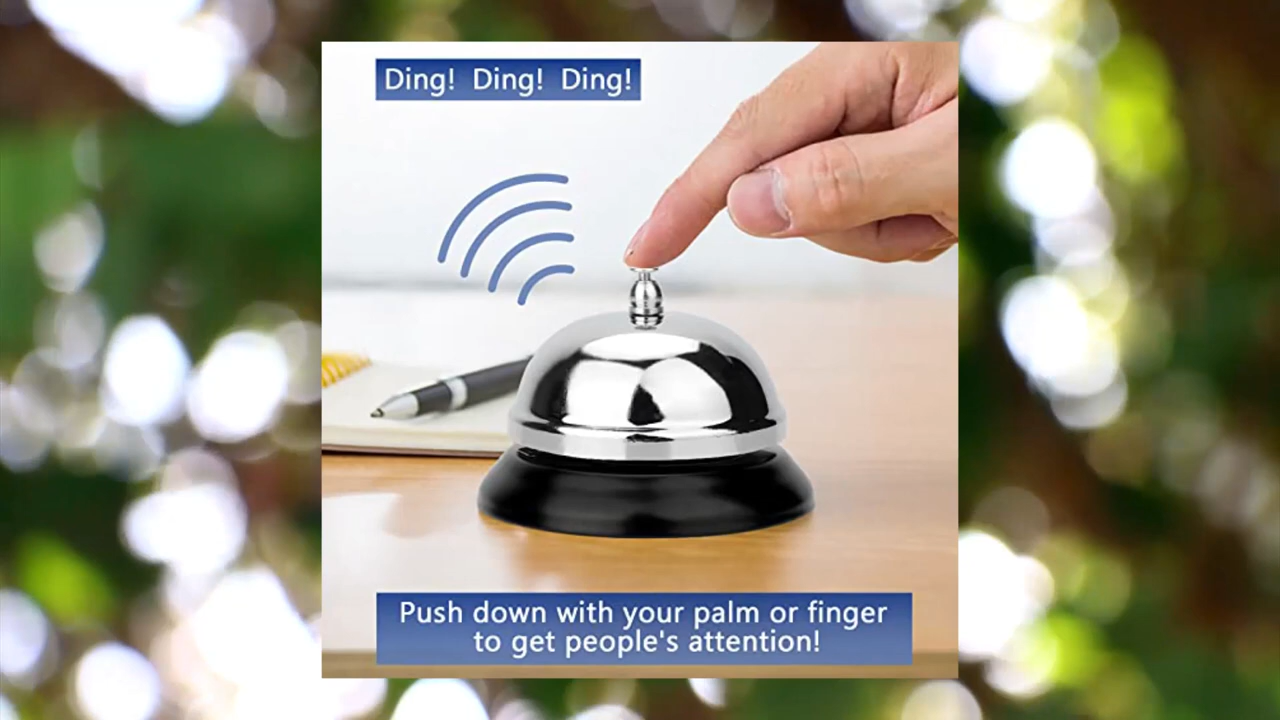 Ding! Ding! Ding!
Push down with your palm or finger
to get people's attention!